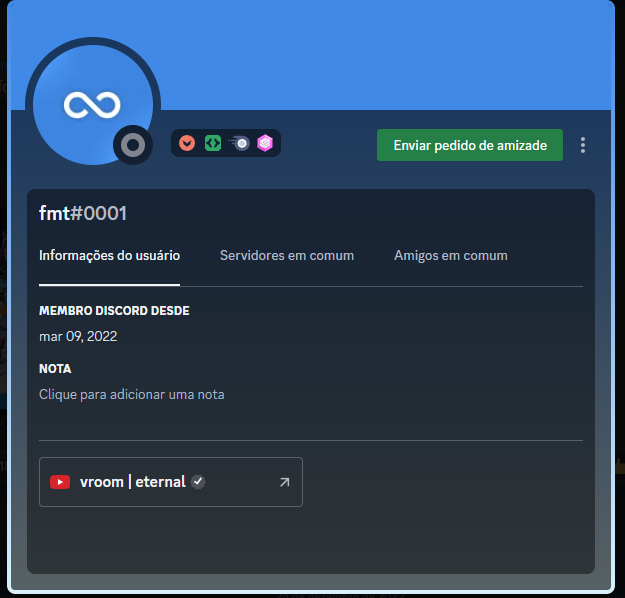 Enviar pedido de amizade
fmt#0001
Informações do usuário
Servidores em comum
Amigos em comum
MEMBRO DISCORD DESDE
mar 09, 2022
NOTA
Clique para adicionar uma nota
vroom | eternal